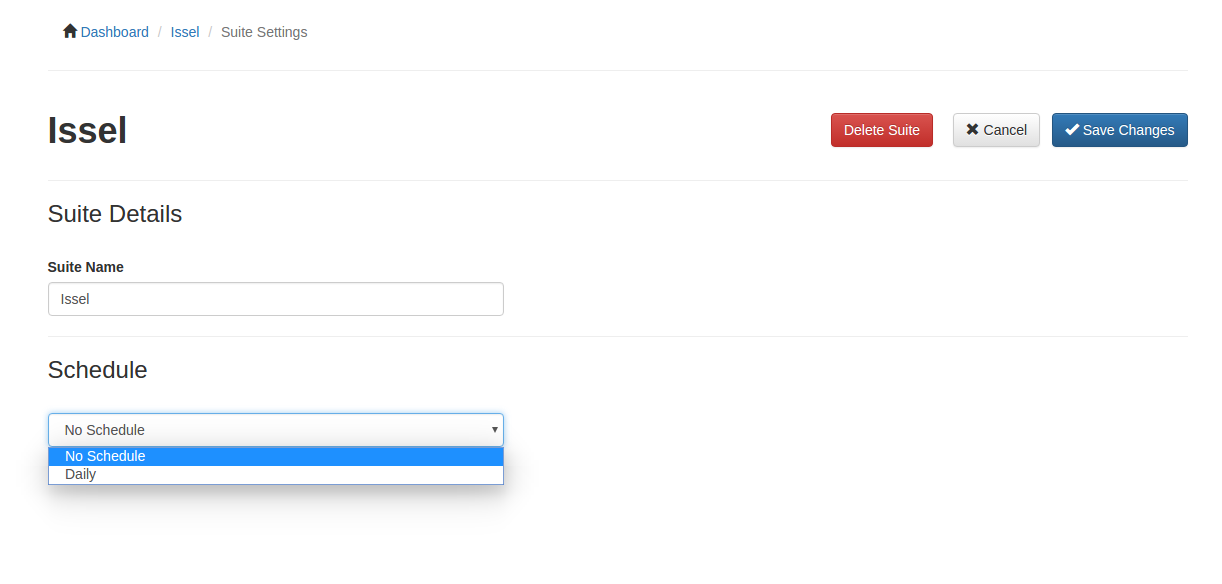 Dashboard / Issel / Suite Settings
Issel
Delete Suite
Cancel
Save Changes
Suite Details
Suite Name
Issel
Schedule
No Schedule
No Schedule
Daily